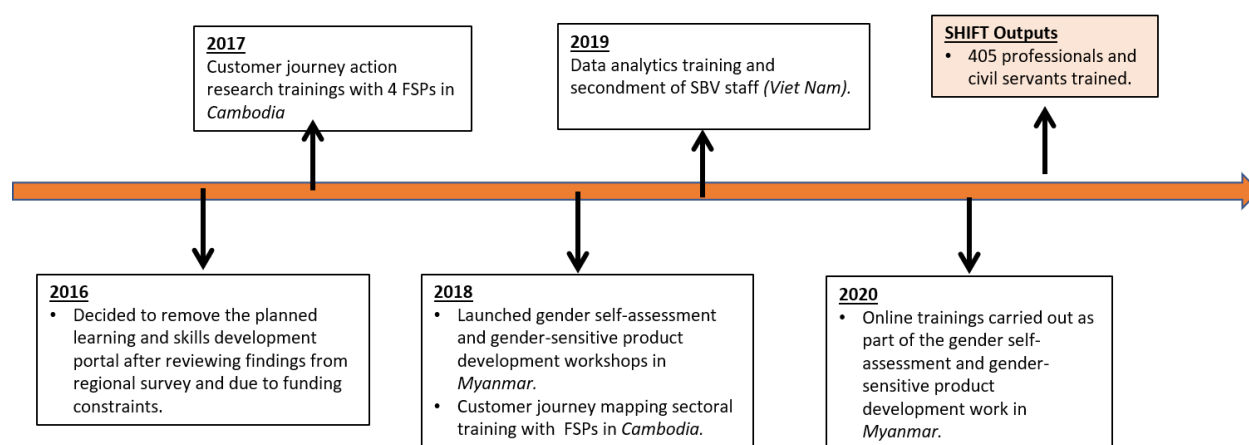 2017
Customer journey action
research trainings with 4 FSPs in
Cambodia
2019
Data analytics training and
secondment of SBV staff (Viet Nam).
SHIFT Outputs
• 405 professionals and
civil servants trained.
2016
• Decided to remove the planned
learning and skills development
portal after reviewing findings from
regional survey and due to funding
constraints.
2018
• Launched gender self-assessment
and gender-sensitive product
development workshops in
Myanmar.
• Customer journey mapping sectoral
training with FSPs in Cambodia.
2020
• Online trainings carried out as
part of the gender self-
assessment and gender-
sensitive product
development work in
Myanmar.